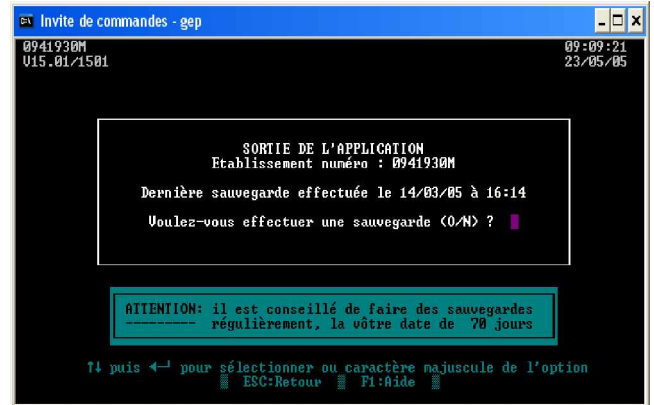 Invite de commandes - gep
0941930M 09:09:21
V15.01/1501 23/05/05
SORTIE DE L'APPLICATION
Etablissement numéro : 0941930M
Dernière sauvegarde effectuée le 14/03/05 à 16:14
Voulez-vous effectuer une sauvegarde (O/N) ?
ATTENTION: il est conseillé de faire des sauvegardes
--------- régulièrement, la vôtre date de 70 jours
↑↓ puis ←┘ pour sélectionner ou caractère majuscule de l'option
ESC:Retour F1:Aide